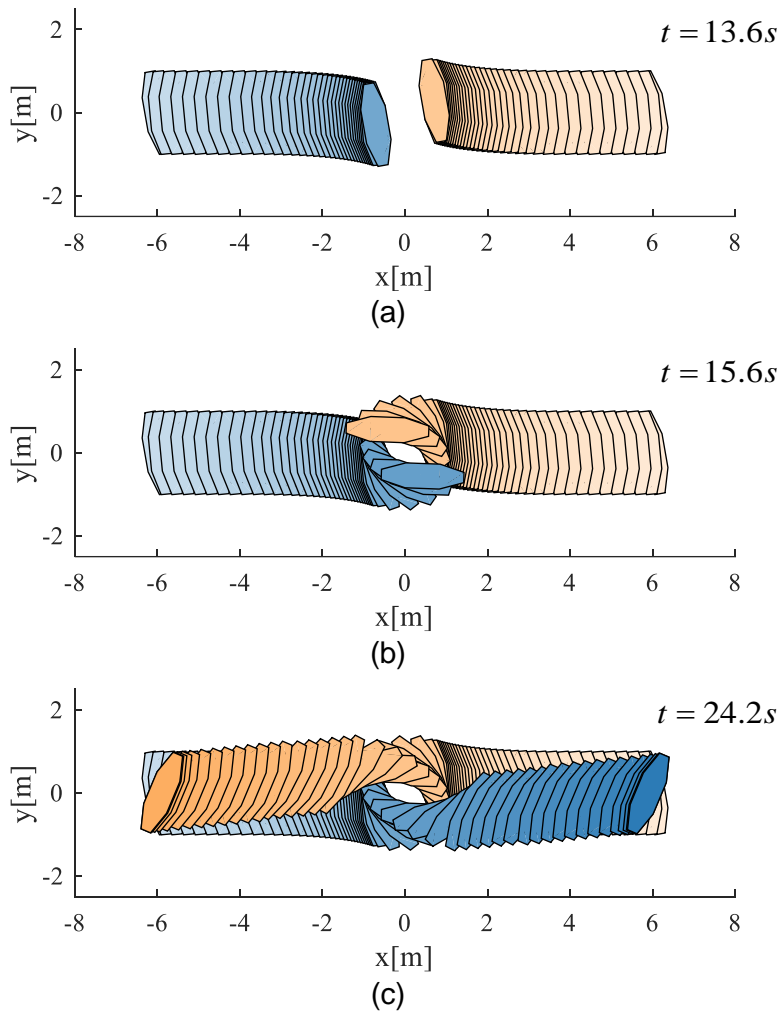 2
t = 13.6s
0
y[m]
-2
-8 -6 -4 -2 0 2 4 6 8
x[m]
(a)
2
t = 15.6s
0
y[m]
-2
-8 -6 -4 -2 0 2 4 6 8
x[m]
(b)
2
t = 24.2s
0
y[m]
-2
-8 -6 -4 -2 0 2 4 6 8
x[m]
(c)